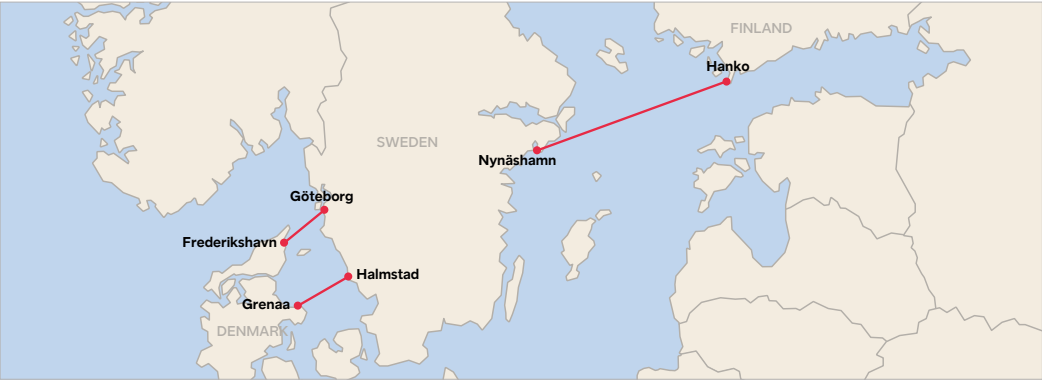 FINLAND
Hanko
SWEDEN
Nynäshamn
Göteborg
Frederikshavn
Halmstad
Grenaa
DENMARK